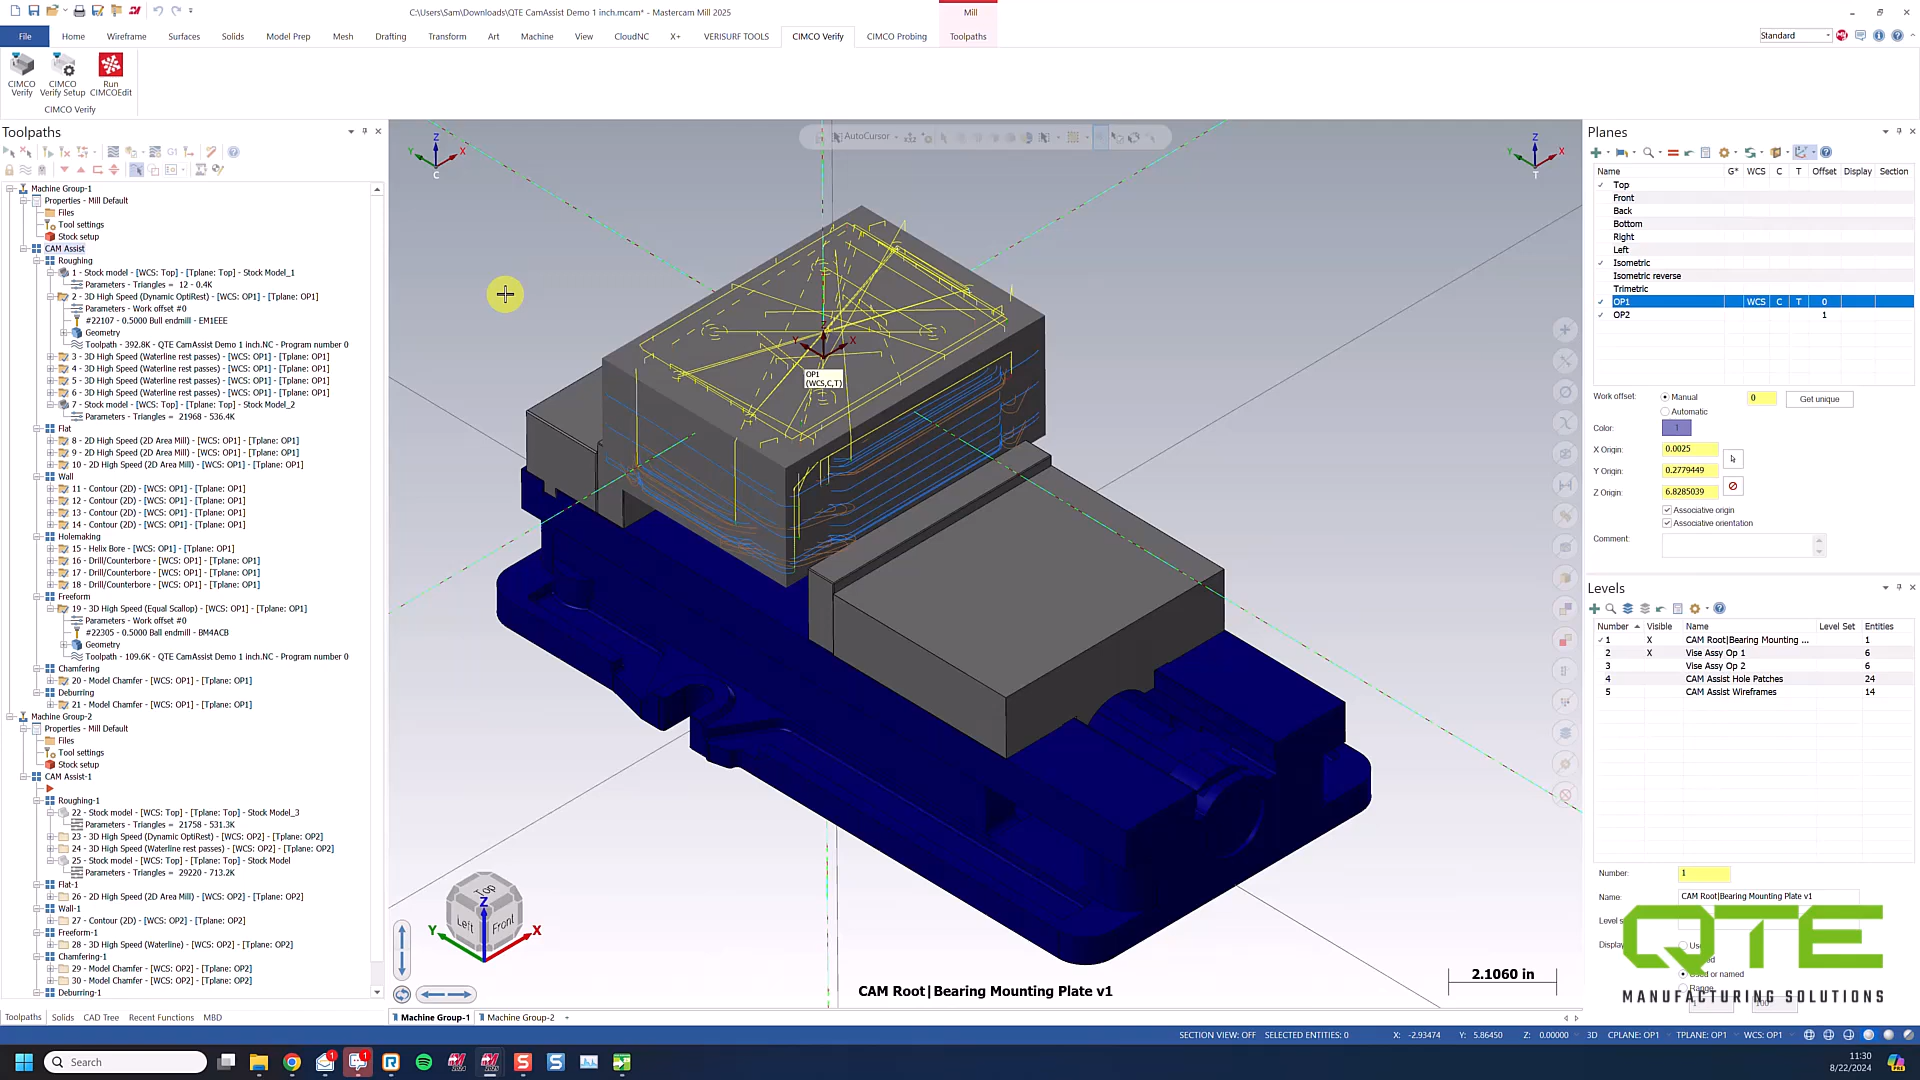 C:\Users\Sam\Downloads\QTE CamAssist Demo 1 inch.mcam* - Mastercam Mill 2025
Mill
File Home Wireframe Surfaces Solids Model Prep Mesh Drafting Transform Art Machine View CloudNC X+ VERISURF TOOLS CIMCO Verify CIMCO Probing Toolpaths
Standard
CIMCO Verify
CIMCO Verify Setup
Run CIMCOEdit
CIMCO Verify
Toolpaths
G1
Machine Group-1
Properties - Mill Default
Files
Tool settings
Stock setup
CAM Assist
Roughing
1 - Stock model - [WCS: Top] - [Tplane: Top] - Stock Model_1
Parameters - Triangles = 12 - 0.4K
2 - 3D High Speed (Dynamic OptiRest) - [WCS: OP1] - [Tplane: OP1]
Parameters - Work offset #0
#22107 - 0.5000 Bull endmill - EM1EEE
Geometry
Toolpath - 392.8K - QTE CamAssist Demo 1 inch.NC - Program number 0
3 - 3D High Speed (Waterline rest passes) - [WCS: OP1] - [Tplane: OP1]
4 - 3D High Speed (Waterline rest passes) - [WCS: OP1] - [Tplane: OP1]
5 - 3D High Speed (Waterline rest passes) - [WCS: OP1] - [Tplane: OP1]
6 - 3D High Speed (Waterline rest passes) - [WCS: OP1] - [Tplane: OP1]
7 - Stock model - [WCS: Top] - [Tplane: Top] - Stock Model_2
Parameters - Triangles = 21968 - 536.4K
Flat
8 - 2D High Speed (2D Area Mill) - [WCS: OP1] - [Tplane: OP1]
9 - 2D High Speed (2D Area Mill) - [WCS: OP1] - [Tplane: OP1]
10 - 2D High Speed (2D Area Mill) - [WCS: OP1] - [Tplane: OP1]
Wall
11 - Contour (2D) - [WCS: OP1] - [Tplane: OP1]
12 - Contour (2D) - [WCS: OP1] - [Tplane: OP1]
13 - Contour (2D) - [WCS: OP1] - [Tplane: OP1]
14 - Contour (2D) - [WCS: OP1] - [Tplane: OP1]
Holemaking
15 - Helix Bore - [WCS: OP1] - [Tplane: OP1]
16 - Drill/Counterbore - [WCS: OP1] - [Tplane: OP1]
17 - Drill/Counterbore - [WCS: OP1] - [Tplane: OP1]
18 - Drill/Counterbore - [WCS: OP1] - [Tplane: OP1]
Freeform
19 - 3D High Speed (Equal Scallop) - [WCS: OP1] - [Tplane: OP1]
Parameters - Work offset #0
#22305 - 0.5000 Ball endmill - BM4ACB
Geometry
Toolpath - 109.6K - QTE CamAssist Demo 1 inch.NC - Program number 0
Chamfering
20 - Model Chamfer - [WCS: OP1] - [Tplane: OP1]
Deburring
21 - Model Chamfer - [WCS: OP1] - [Tplane: OP1]
Machine Group-2
Properties - Mill Default
Files
Tool settings
Stock setup
CAM Assist-1
Roughing-1
22 - Stock model - [WCS: Top] - [Tplane: Top] - Stock Model_3
Parameters - Triangles = 21758 - 531.3K
23 - 3D High Speed (Dynamic OptiRest) - [WCS: OP2] - [Tplane: OP2]
24 - 3D High Speed (Waterline rest passes) - [WCS: OP2] - [Tplane: OP2]
25 - Stock model - [WCS: Top] - [Tplane: Top] - Stock Model
Parameters - Triangles = 29220 - 713.2K
Flat-1
26 - 2D High Speed (2D Area Mill) - [WCS: OP2] - [Tplane: OP2]
Wall-1
27 - Contour (2D) - [WCS: OP2] - [Tplane: OP2]
Freeform-1
28 - 3D High Speed (Waterline) - [WCS: OP2] - [Tplane: OP2]
Chamfering-1
29 - Model Chamfer - [WCS: OP2] - [Tplane: OP2]
30 - Model Chamfer - [WCS: OP2] - [Tplane: OP2]
Deburring-1
Toolpaths Solids CAD Tree Recent Functions MBD
AutoCursor
Z
Y X
C
Z
Y X
T
X
OP1
(WCS,C,T)
Top
Left Front
Z
Y X
2.1060 in
CAM Root|Bearing Mounting Plate v1
Machine Group-1 Machine Group-2 +
Planes
Name G* WCS C T Offset Display Section
Top
Front
Back
Bottom
Right
Left
Isometric
Isometric reverse
Trimetric
OP1 WCS C T 0
OP2 1
Work offset: Manual 0 Get unique
Automatic
Color: 1
X Origin: 0.0025
Y Origin: 0.2779449
Z Origin: 6.8285039
Associative origin
Associative orientation
Comment:
Levels
Number Visible Name Level Set Entities
1 X CAM Root|Bearing Mounting ... 1
2 X Vise Assy Op 1 6
3 Vise Assy Op 2 6
4 CAM Assist Hole Patches 24
5 CAM Assist Wireframes 14
Number: 1
Name: CAM Root|Bearing Mounting Plate v1
QTE
MANUFACTURING SOLUTIONS
or named
Range
SECTION VIEW: OFF SELECTED ENTITIES: 0 X: -2.93474 Y: 5.86450 Z: 0.00000 3D CPLANE: OP1 TPLANE: OP1 WCS: OP1
Search
11:30
8/22/2024